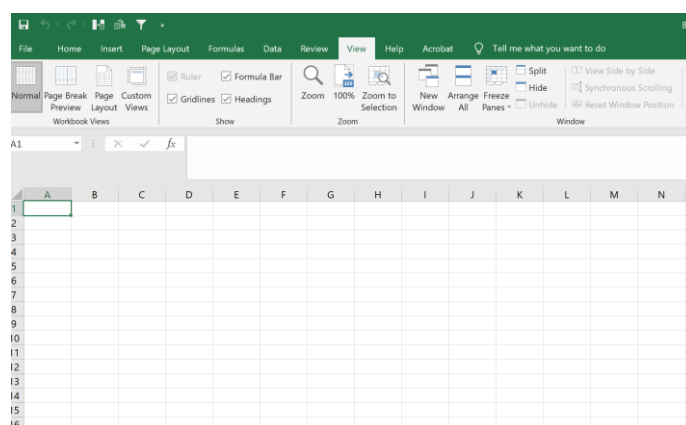 File Home Insert Page Layout Formulas Data Review View Help Acrobat Tell me what you want to do
Ruler Formula Bar Split View Side by Side
Normal Page Break Page Custom Zoom 100% Zoom to New Arrange Freeze Hide Synchronous Scrolling
Preview Layout Views Gridlines Headings Selection Window All Panes Unhide Reset Window Position
Workbook Views Show Zoom Window
A1 fx
A B C D E F G H I J K L M N
1
2
3
4
5
6
7
8
9
10
11
12
13
14
15
16